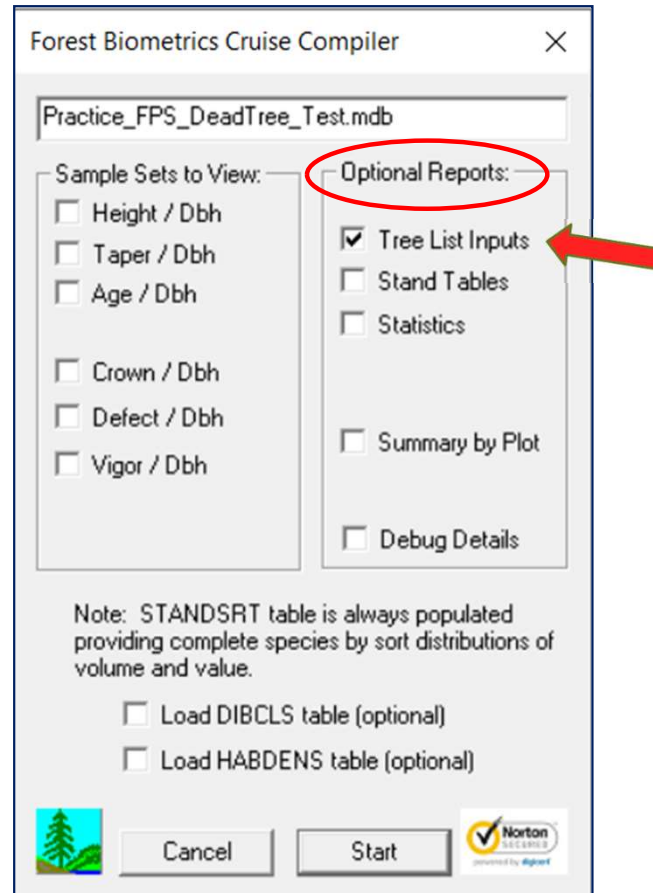 Forest Biometrics Cruise Compiler
Practice_FPS_DeadTree_Test.mdb
Sample Sets to View:
Height / Dbh
Taper / Dbh
Age / Dbh
Crown / Dbh
Defect / Dbh
Vigor / Dbh
Optional Reports:
Tree List Inputs
Stand Tables
Statistics
Summary by Plot
Debug Details
Note: STANDSRT table is always populated
providing complete species by sort distributions of
volume and value.
Load DIBCLS table (optional)
Load HABDENS table (optional)
Cancel
Start
Norton
SECURED
powered by digicert